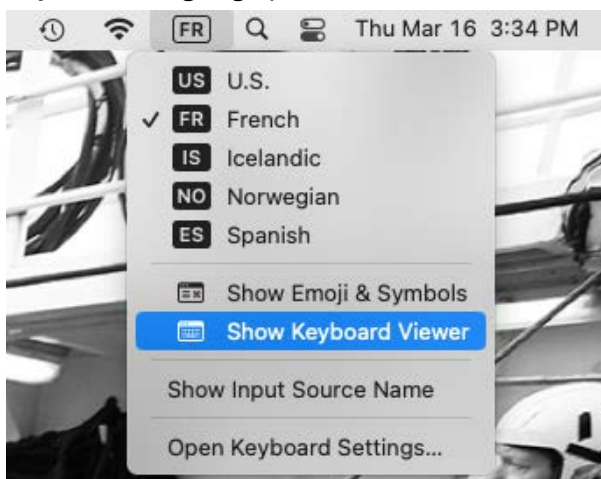 FR Thu Mar 16 3:34 PM
US U.S.
✓ FR French
IS Icelandic
NO Norwegian
ES Spanish
Show Emoji & Symbols
Show Keyboard Viewer
Show Input Source Name
Open Keyboard Settings...